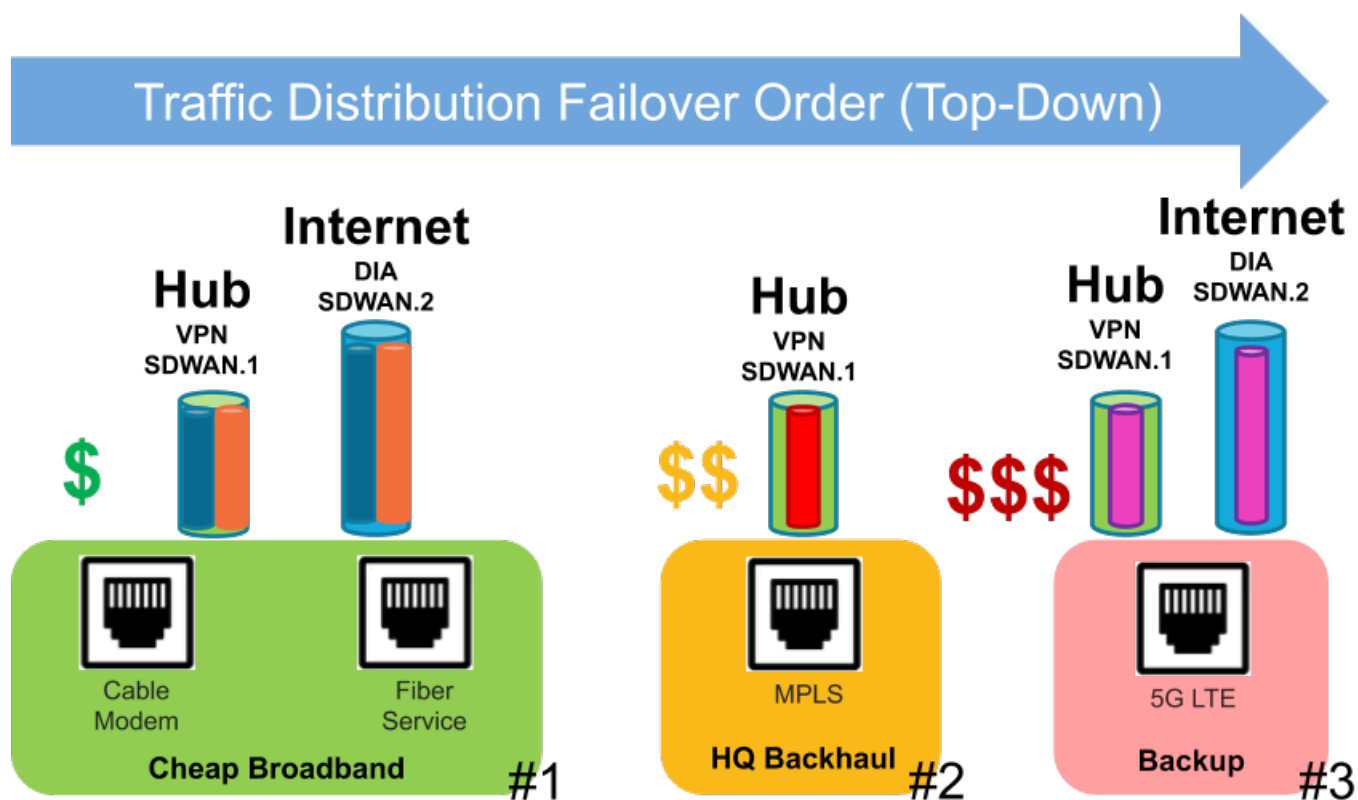 Traffic Distribution Failover Order (Top-Down)
Internet
DIA
SDWAN.2
Hub
VPN
SDWAN.1
$
Cable
Modem
Fiber
Service
Cheap Broadband
#1
Hub
VPN
SDWAN.1
$$
MPLS
HQ Backhaul
#2
Internet
DIA
SDWAN.2
Hub
VPN
SDWAN.1
$$$
5G LTE
Backup
#3